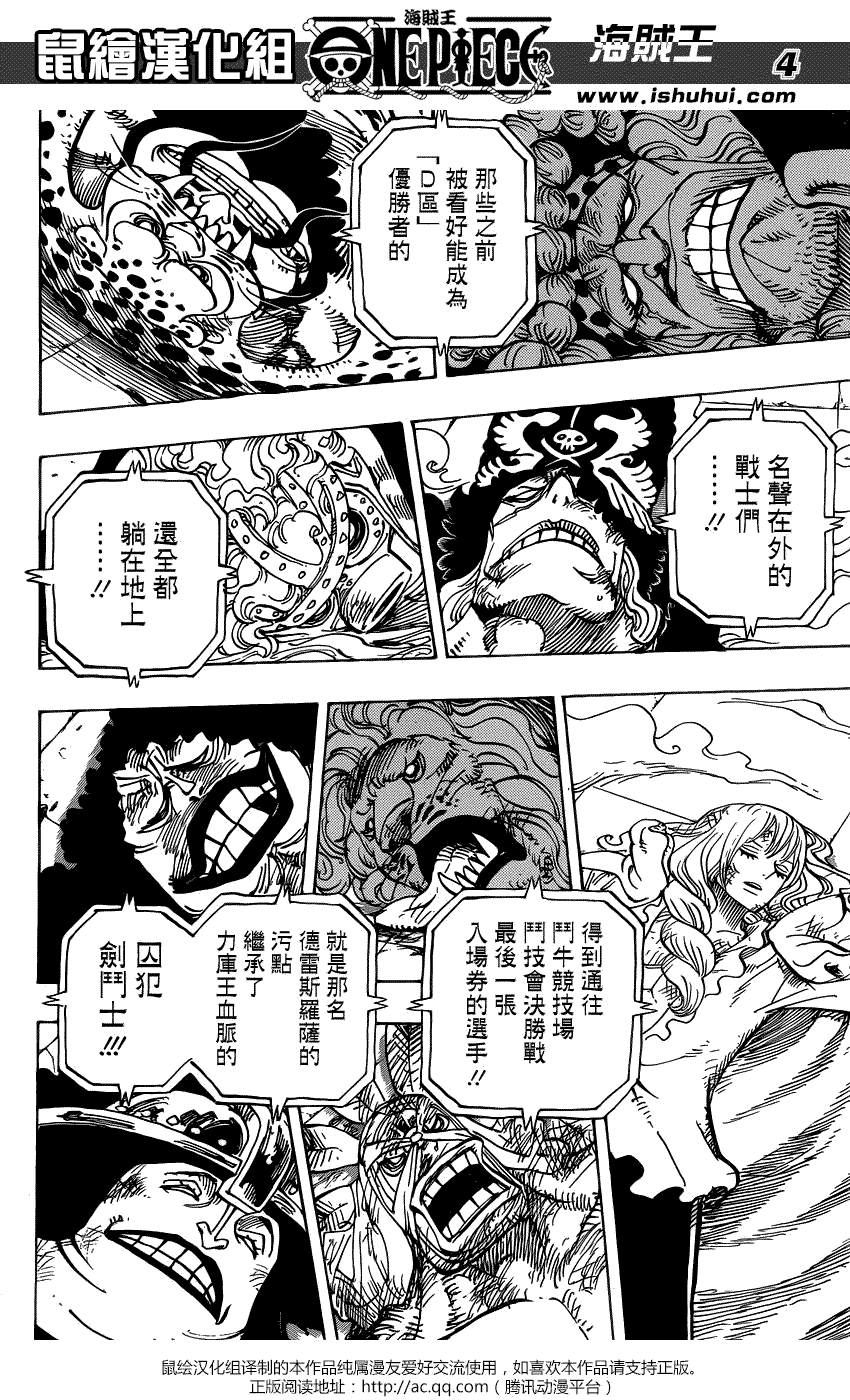 鼠繪漢化組
海賊王
ONE PIECE
海賊王
4
www.ishuhui.com
那些之前
被看好能成為
「D區」
優勝者的
名聲在外的
戰士們
……!!
還全都
躺在地上
……!!
得到通往
鬥牛競技場
鬥技會決勝戰
最後一張
入場券的選手!!
就是那名
德雷斯羅薩的
污點
繼承了
力庫王血脈的
囚犯
劍鬥士!!!
鼠绘汉化组译制的本作品纯属漫友爱好交流使用，如喜欢本作品请支持正版。
正版阅读地址：http://ac.qq.com（腾讯动漫平台）